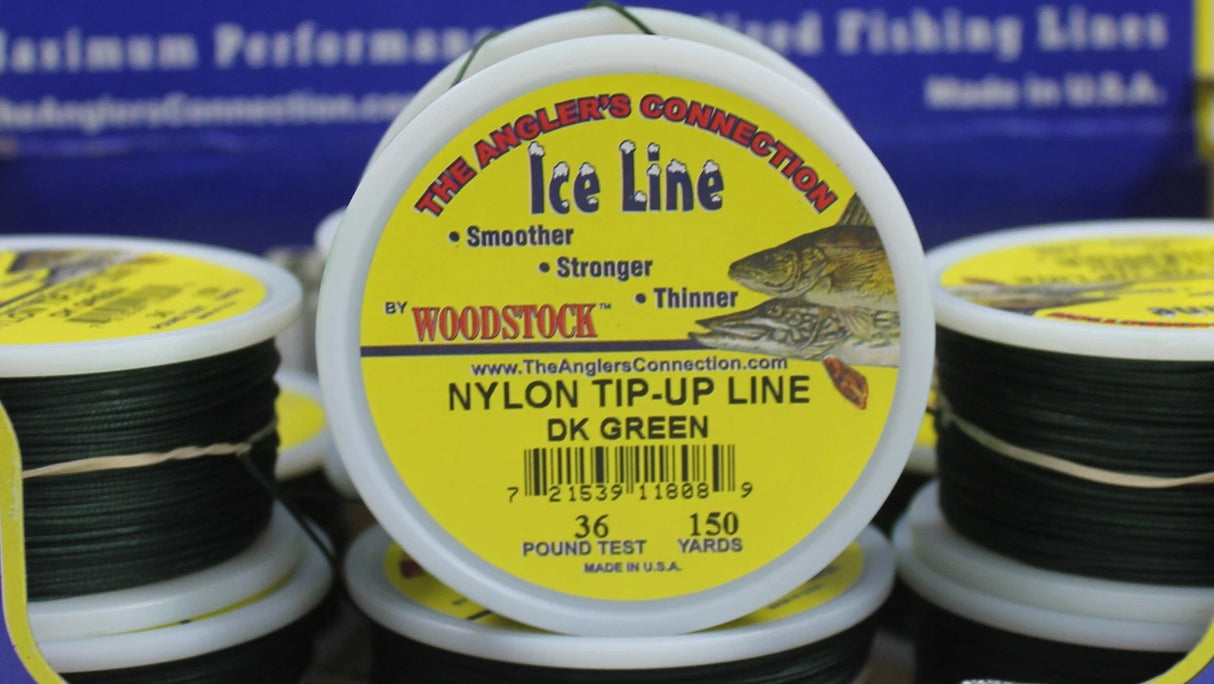 Maximum Performance
Fishing Lines
TheAnglersConnection.com
Made in U.S.A.
THE ANGLER'S CONNECTION
Ice Line
• Smoother
• Stronger
• Thinner
BY WOODSTOCK™
www.TheAnglersConnection.com
NYLON TIP-UP LINE
DK GREEN
7 21539 11808 9
36 150
POUND TEST YARDS
MADE IN U.S.A.